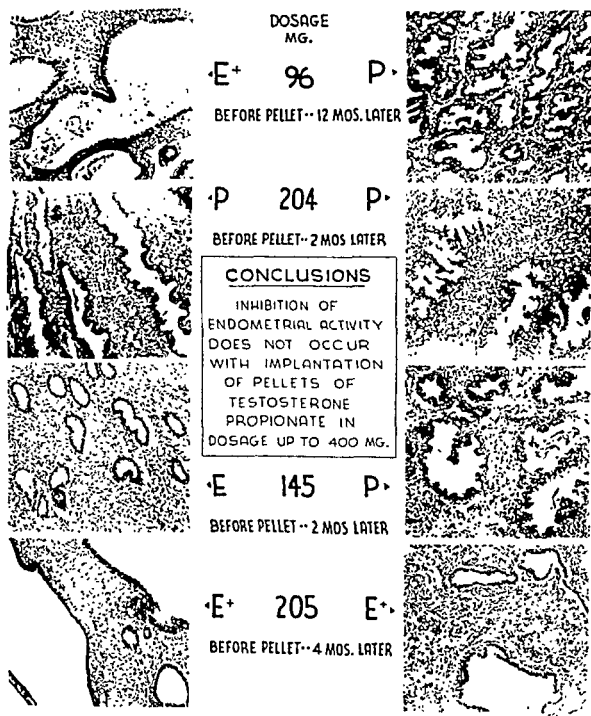 DOSAGE
MG.
E+ 96 P
BEFORE PELLET·· 12 MOS. LATER
P 204 P
BEFORE PELLET·· 2 MOS LATER
CONCLUSIONS
INHIBITION OF
ENDOMETRIAL ACTIVITY
DOES NOT OCCUR
WITH IMPLANTATION
OF PELLETS OF
TESTOSTERONE
PROPIONATE IN
DOSAGE UP TO 400 MG.
E 145 P
BEFORE PELLET·· 2 MOS LATER
E+ 205 E+
BEFORE PELLET·· 4 MOS. LATER